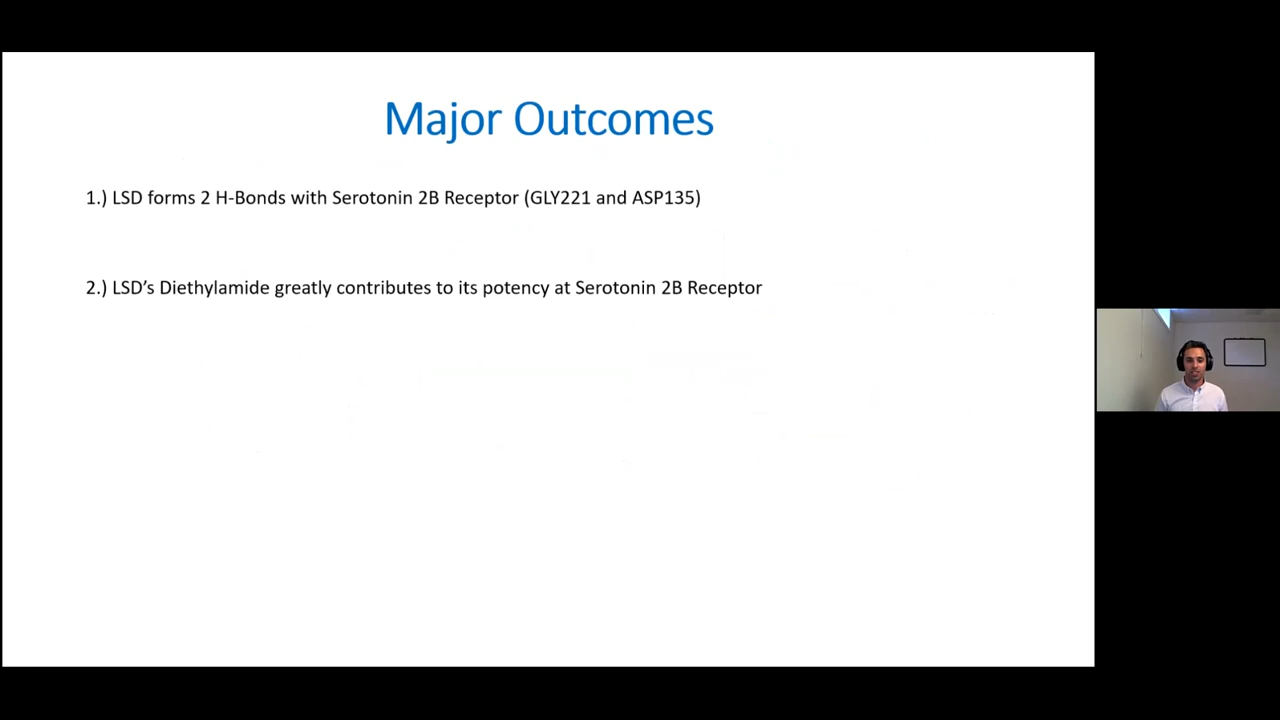 Major Outcomes
1.) LSD forms 2 H-Bonds with Serotonin 2B Receptor (GLY221 and ASP135)
2.) LSD’s Diethylamide greatly contributes to its potency at Serotonin 2B Receptor